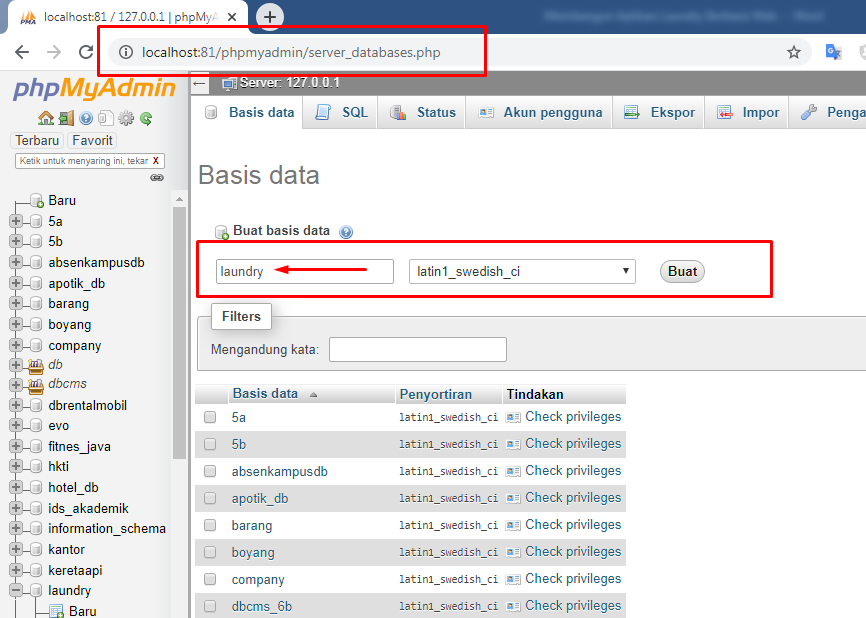 localhost:81 / 127.0.0.1 | phpMyA
localhost:81/phpmyadmin/server_databases.php
phpMyAdmin
Terbaru Favorit
Ketik untuk menyaring ini, tekan X
Baru
5a
5b
absenkampusdb
apotik_db
barang
boyang
company
db
dbcms
dbrentalmobil
evo
fitnes_java
hkti
hotel_db
ids_akademik
information_schema
kantor
keretaapi
laundry
Baru
Server: 127.0.0.1
Basis data SQL Status Akun pengguna Ekspor Impor Penga
Basis data
Buat basis data
laundry latin1_swedish_ci Buat
Filters
Mengandung kata:
Basis data Penyortiran Tindakan
5a latin1_swedish_ci Check privileges
5b latin1_swedish_ci Check privileges
absenkampusdb latin1_swedish_ci Check privileges
apotik_db latin1_swedish_ci Check privileges
barang latin1_swedish_ci Check privileges
boyang latin1_swedish_ci Check privileges
company latin1_swedish_ci Check privileges
dbcms_6b latin1_swedish_ci Check privileges